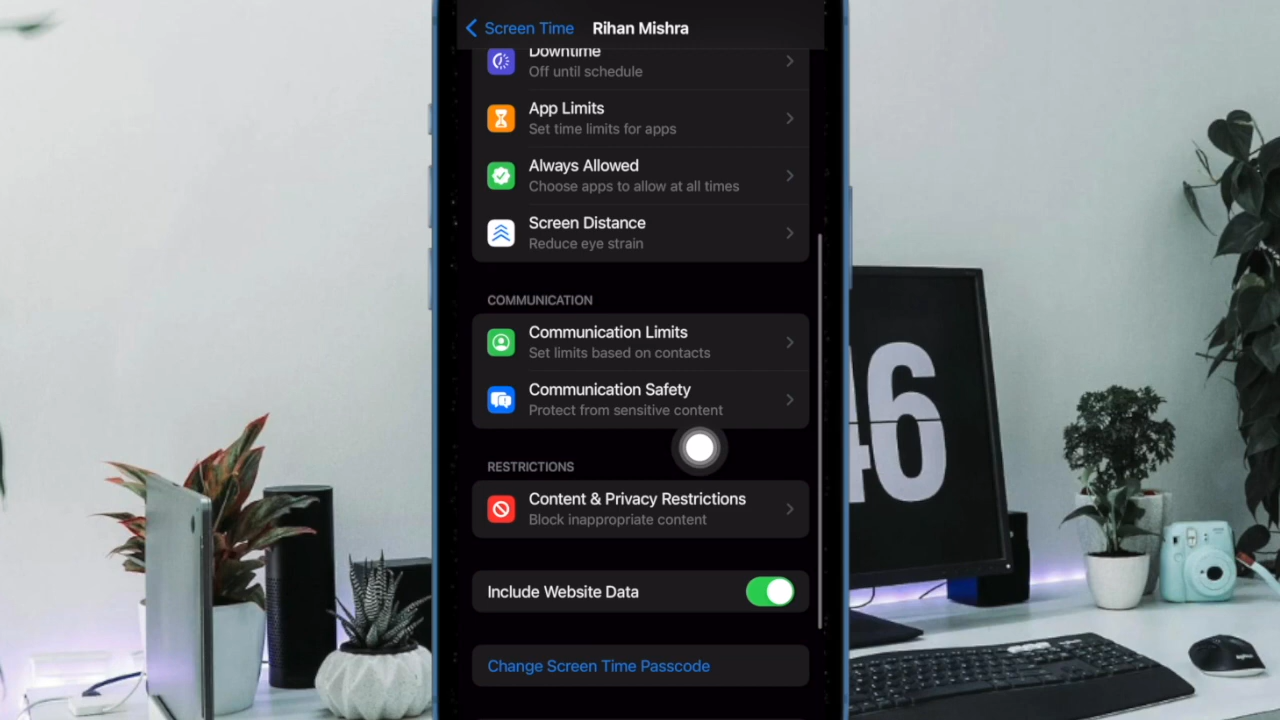 Screen Time
Rihan Mishra
Downtime
Off until schedule
App Limits
Set time limits for apps
Always Allowed
Choose apps to allow at all times
Screen Distance
Reduce eye strain
COMMUNICATION
Communication Limits
Set limits based on contacts
Communication Safety
Protect from sensitive content
RESTRICTIONS
Content & Privacy Restrictions
Block inappropriate content
Include Website Data
Change Screen Time Passcode
46